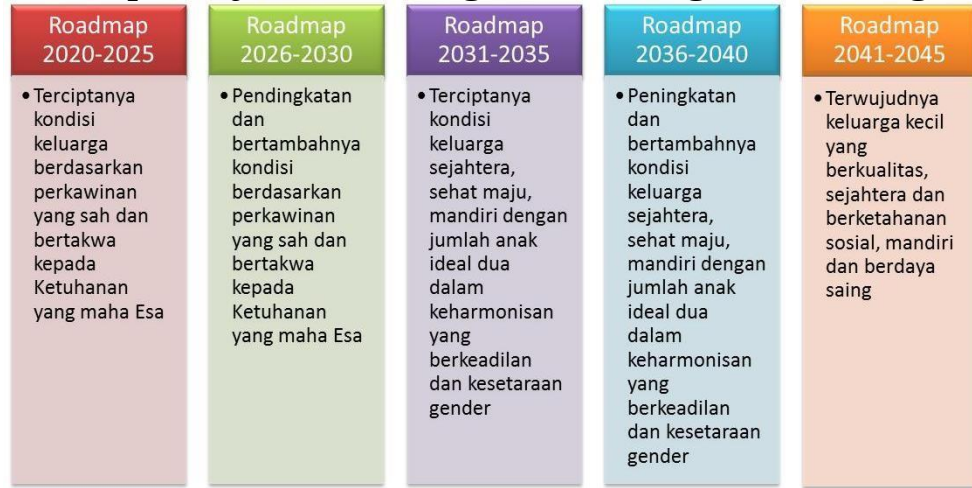 Roadmap
2020-2025
• Terciptanya
kondisi
keluarga
berdasarkan
perkawinan
yang sah dan
bertakwa
kepada
Ketuhanan
yang maha Esa
Roadmap
2026-2030
• Pendingkatan
dan
bertambahnya
kondisi
berdasarkan
perkawinan
yang sah dan
bertakwa
kepada
Ketuhanan
yang maha Esa
Roadmap
2031-2035
• Terciptanya
kondisi
keluarga
sejahtera,
sehat maju,
mandiri dengan
jumlah anak
ideal dua
dalam
keharmonisan
yang
berkeadilan
dan kesetaraan
gender
Roadmap
2036-2040
• Peningkatan
dan
bertambahnya
kondisi
keluarga
sejahtera,
sehat maju,
mandiri dengan
jumlah anak
ideal dua
dalam
keharmonisan
yang
berkeadilan
dan kesetaraan
gender
Roadmap
2041-2045
• Terwujudnya
keluarga kecil
yang
berkualitas,
sejahtera dan
berketahanan
sosial, mandiri
dan berdaya
saing